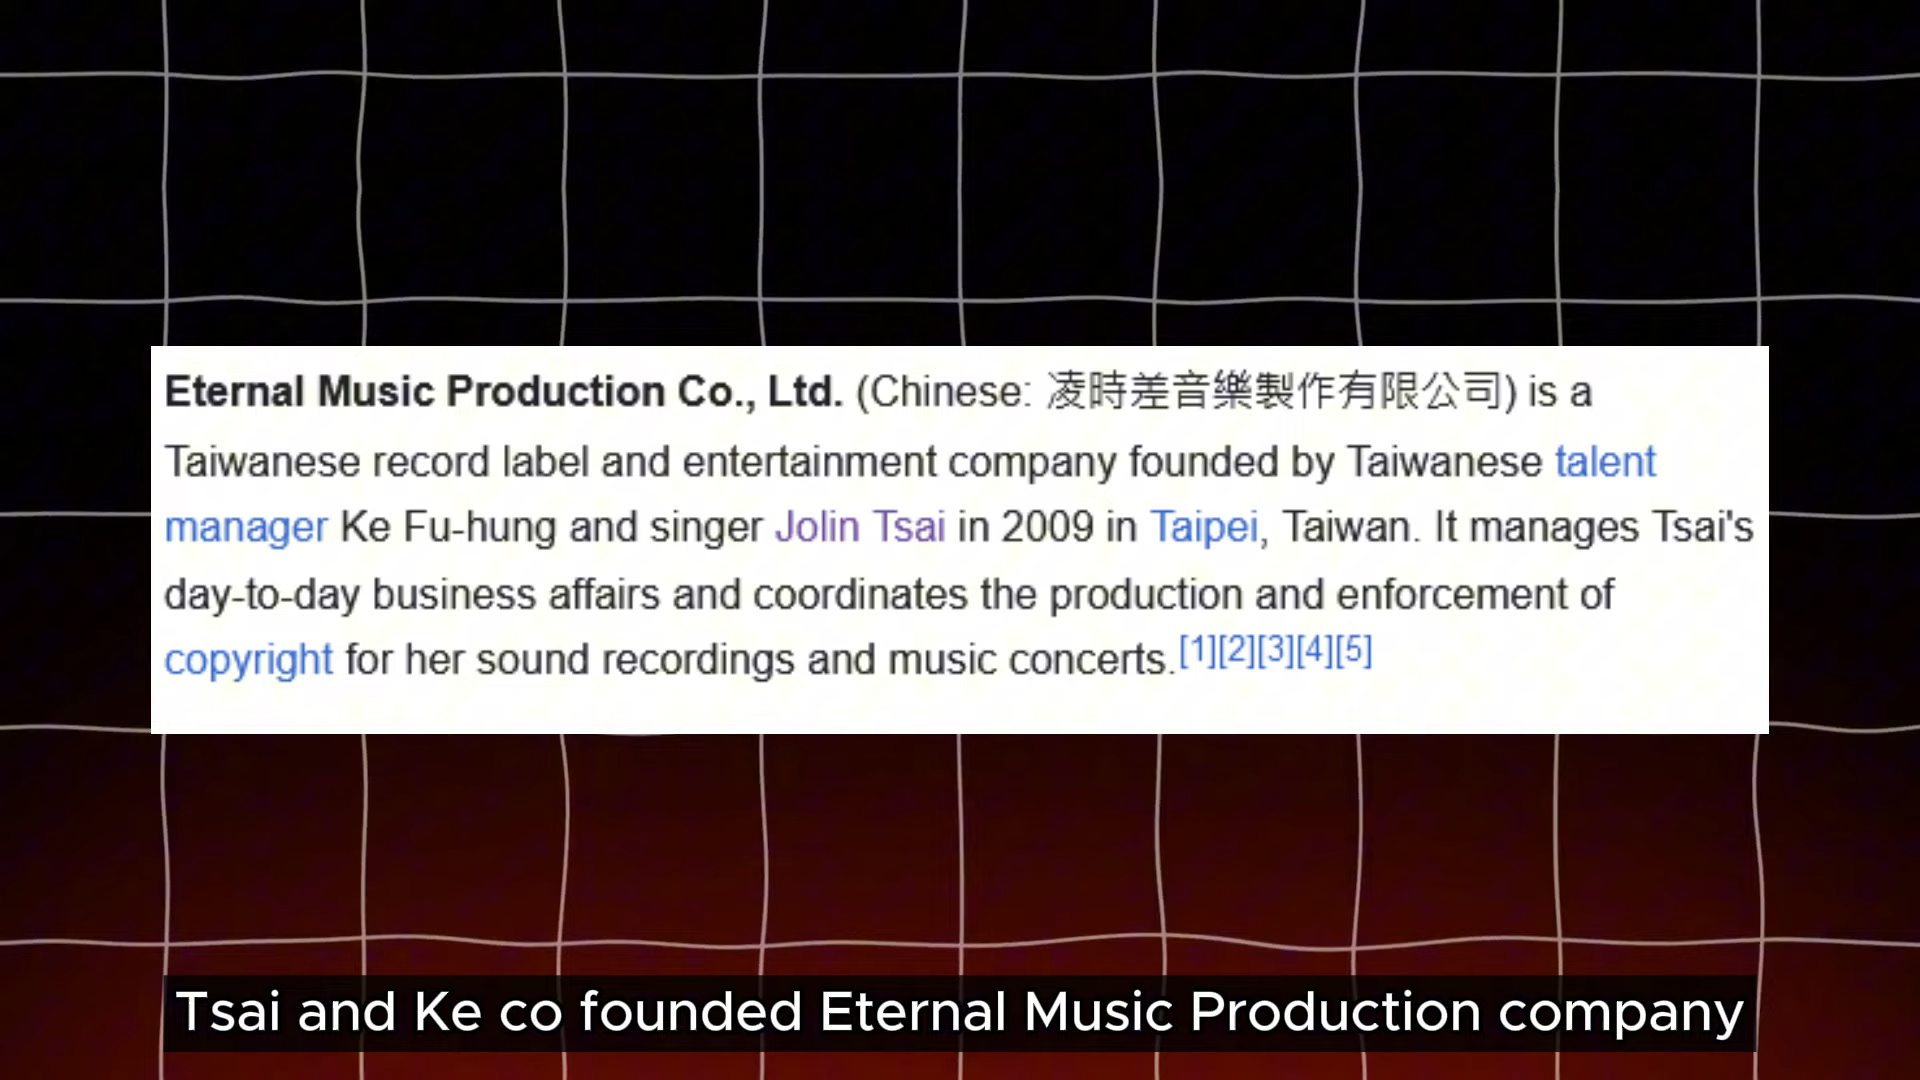 Eternal Music Production Co., Ltd. (Chinese: 凌時差音樂製作有限公司) is a
Taiwanese record label and entertainment company founded by Taiwanese talent
manager Ke Fu-hung and singer Jolin Tsai in 2009 in Taipei, Taiwan. It manages Tsai's
day-to-day business affairs and coordinates the production and enforcement of
copyright for her sound recordings and music concerts.[1][2][3][4][5]
Tsai and Ke co founded Eternal Music Production company